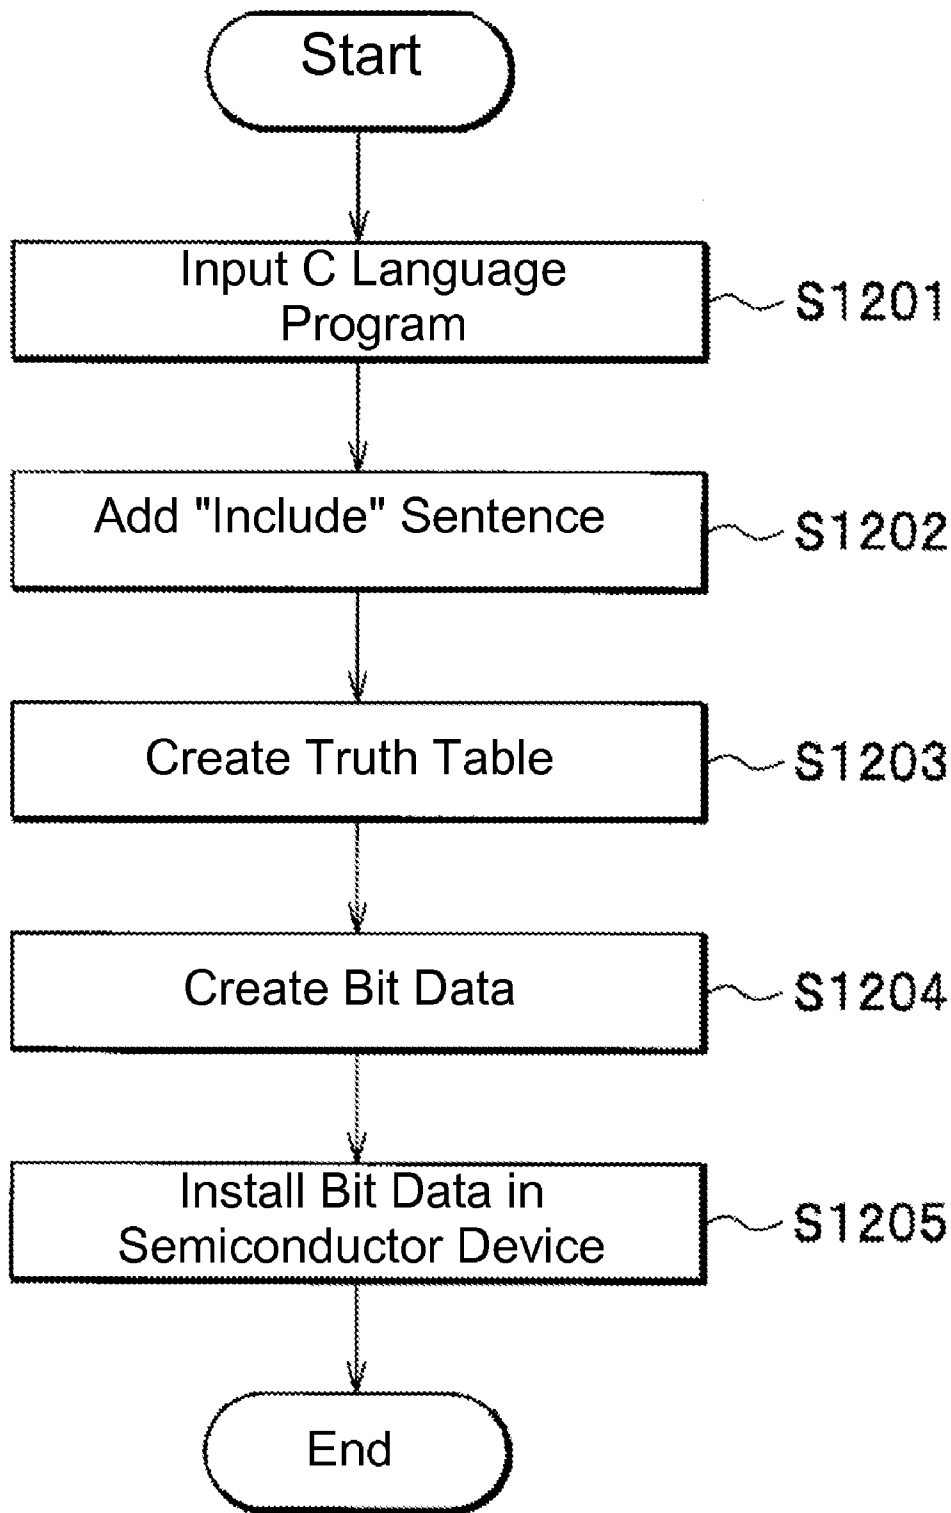 Start
Input C Language
Program
S1201
Add "Include" Sentence
S1202
Create Truth Table
S1203
Create Bit Data
S1204
Install Bit Data in
Semiconductor Device
S1205
End